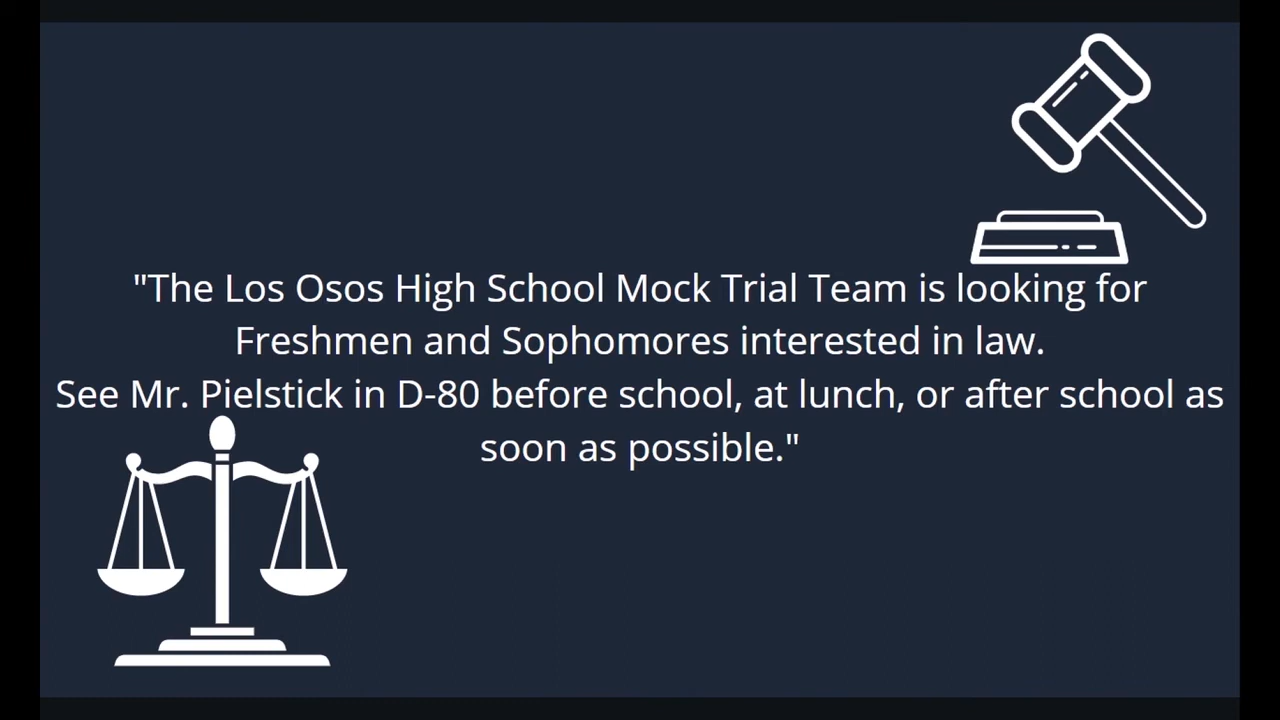 "The Los Osos High School Mock Trial Team is looking for
Freshmen and Sophomores interested in law.
See Mr. Pielstick in D-80 before school, at lunch, or after school as
soon as possible."